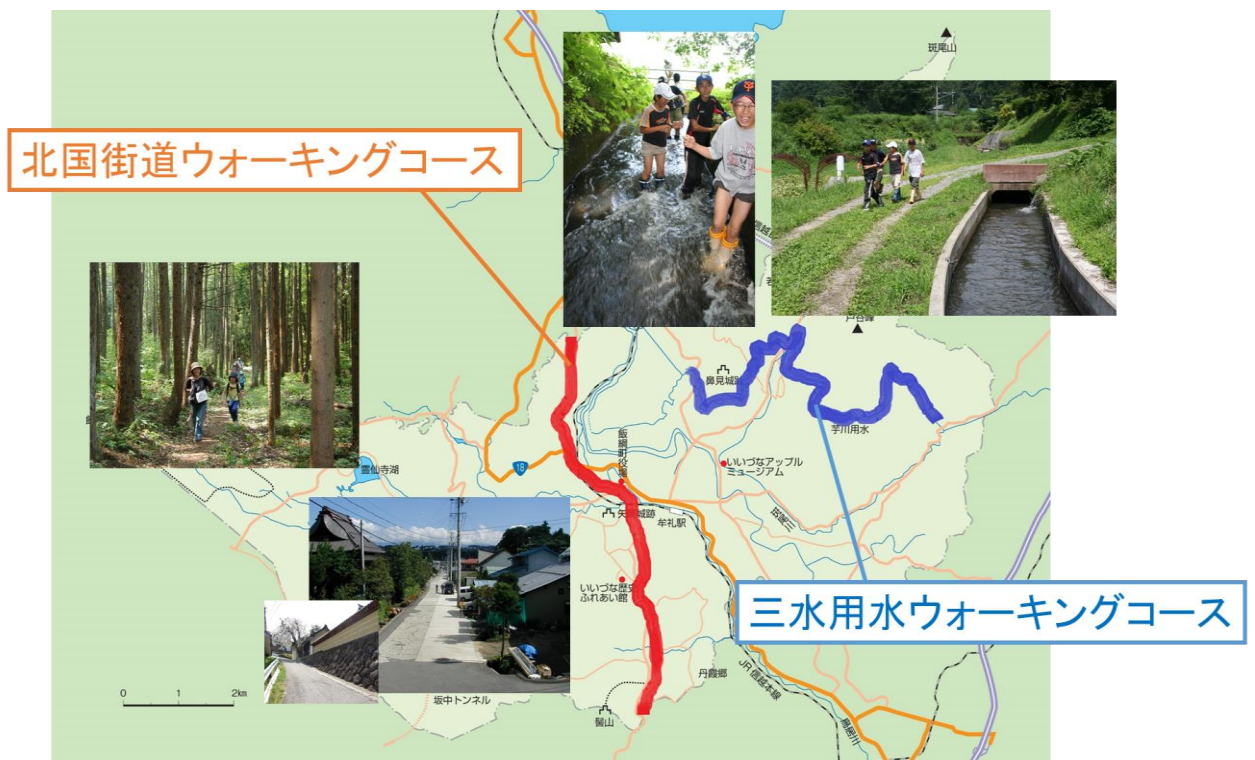 斑尾山
北国街道ウォーキングコース
戸谷峰
鼻見城跡
芋川用水
飯綱町役場
いいづなアップル
ミュージアム
18
霊仙寺湖
斑尾川
矢筒城跡
牟礼駅
いいづな歴史
ふれあい館
三水用水ウォーキングコース
丹霞郷
JR信越本線
0 1 2km
坂中トンネル
髻山
鳥居川